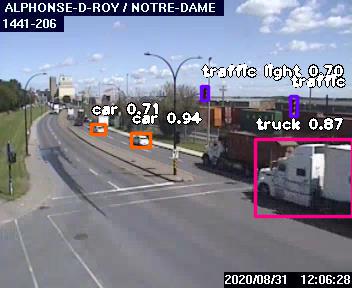 ALPHONSE-D-ROY / NOTRE-DAME
1441-206
traffic light 0.70
traffic
car 0.71
car 0.94
truck 0.87
2020/08/31 12:06:28